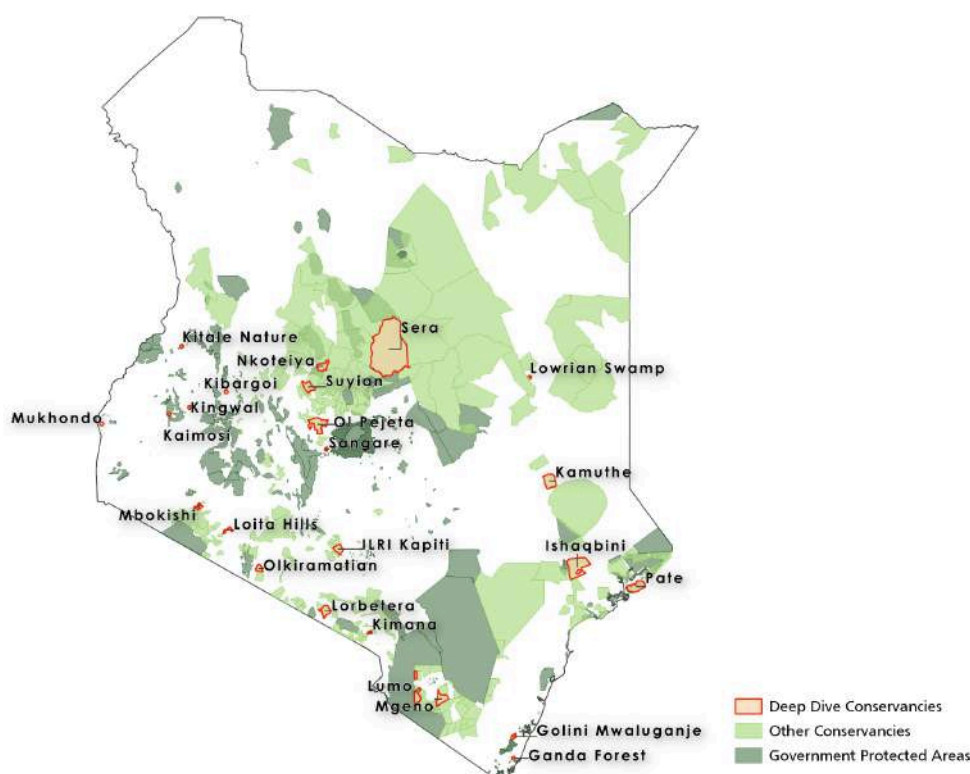 Sera
Kitale Nature
Nkoteiya
Lowrian Swamp
Suyian
Kibargoi
Kingwal
Mukhondo
Ol Pejeta
Kaimosi
Sangare
Kamuthe
Mbokishi
Loita Hills
ILRI Kapiti
Ishaqbini
Olkiramatian
Pate
Lorbelera
Kimana
Lumo
Mgeno
Deep Dive Conservancies
Golini Mwaluganje
Other Conservancies
Ganda Forest
Government Protected Areas